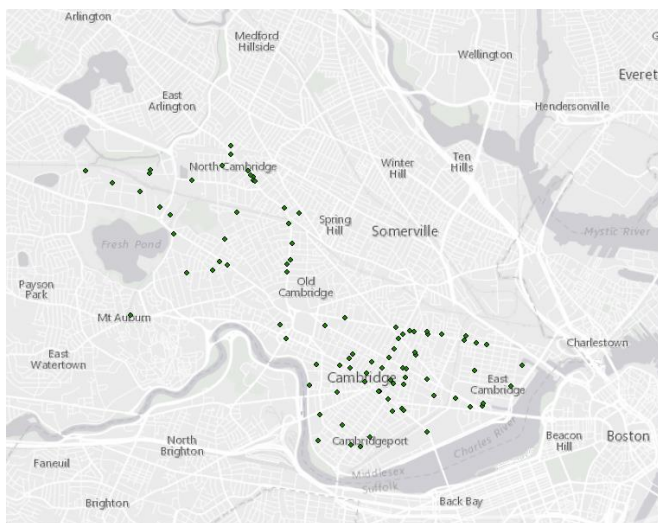 Arlington
Medford
Hillside
Wellington
Everet
East
Arlington
Hendersonville
North Cambridge
Winter
Hill
Ten
Hills
Spring
Hill
Somerville
Mystic River
Fresh Pond
Payson
Park
Old
Cambridge
Mt Auburn
Charlestown
East
Watertown
Cambridge
East
Cambridge
North
Brighton
Cambridgeport
Charles River
Beacon
Hill
Boston
Faneuil
Middlesex
Suffolk
Brighton
Back Bay